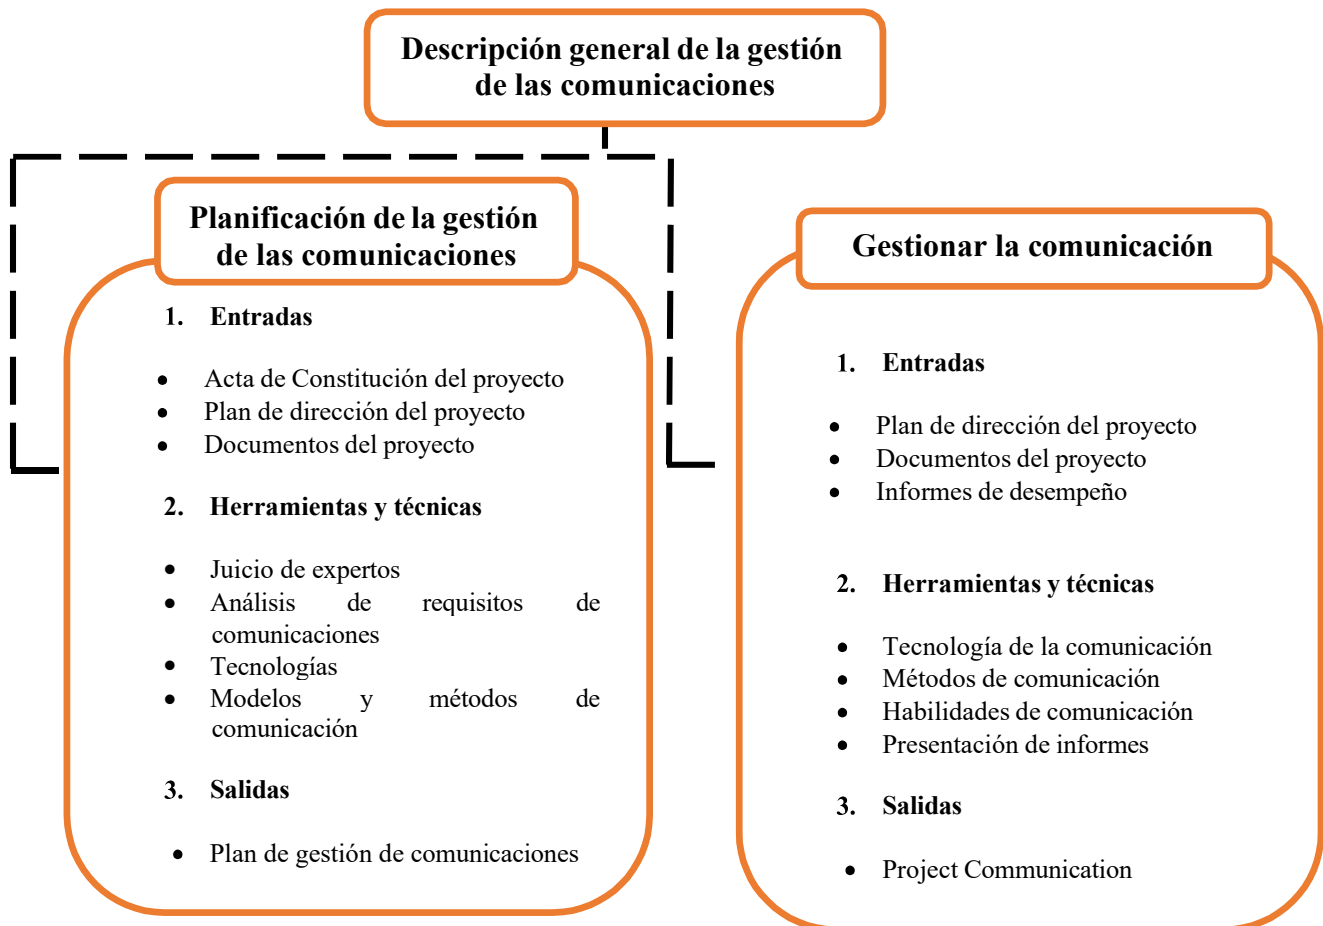 Descripción general de la gestión
de las comunicaciones
Planificación de la gestión
de las comunicaciones
1. Entradas
• Acta de Constitución del proyecto
• Plan de dirección del proyecto
• Documentos del proyecto
2. Herramientas y técnicas
• Juicio de expertos
• Análisis de requisitos de
comunicaciones
• Tecnologías
• Modelos y métodos de
comunicación
3. Salidas
• Plan de gestión de comunicaciones
Gestionar la comunicación
1. Entradas
• Plan de dirección del proyecto
• Documentos del proyecto
• Informes de desempeño
2. Herramientas y técnicas
• Tecnología de la comunicación
• Métodos de comunicación
• Habilidades de comunicación
• Presentación de informes
3. Salidas
• Project Communication